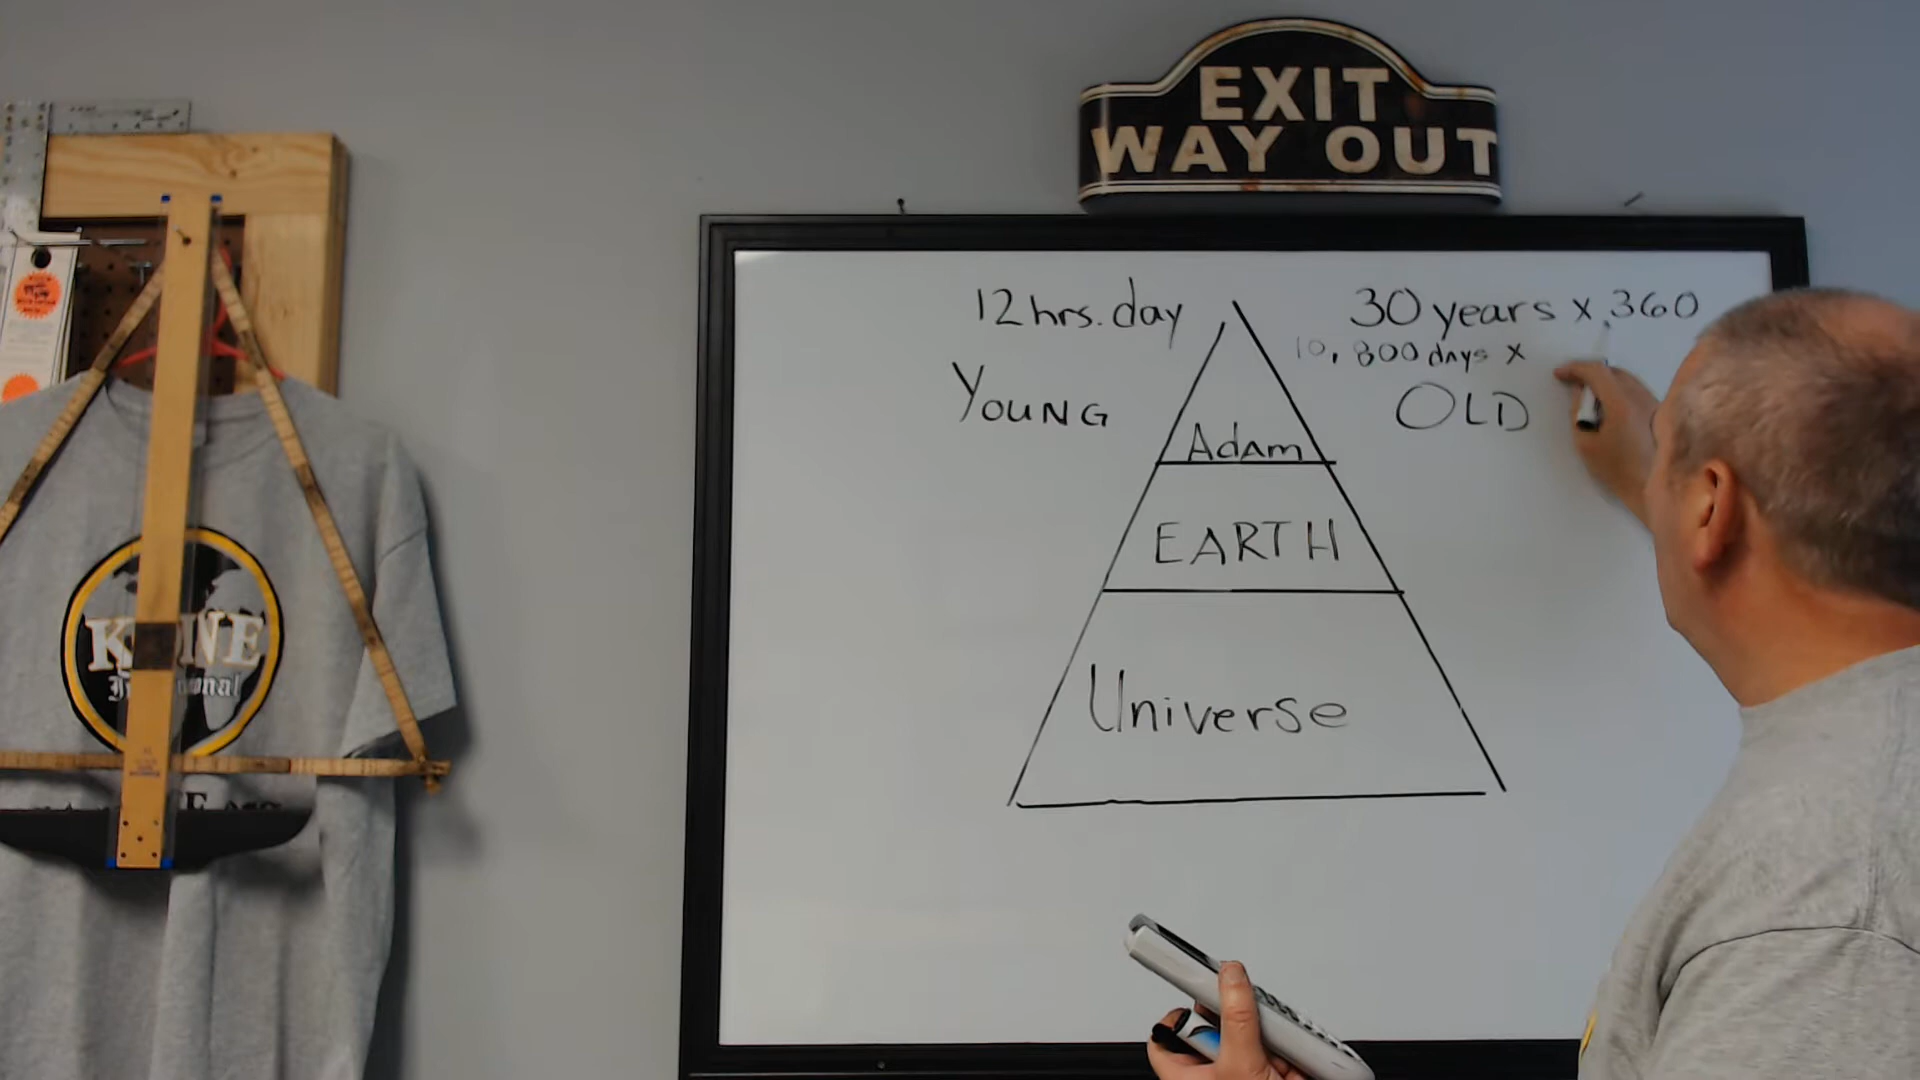 EXIT
WAY OUT
12 hrs. day
30 years x 360
10,800 days x
YOUNG
OLD
Adam
EARTH
Universe